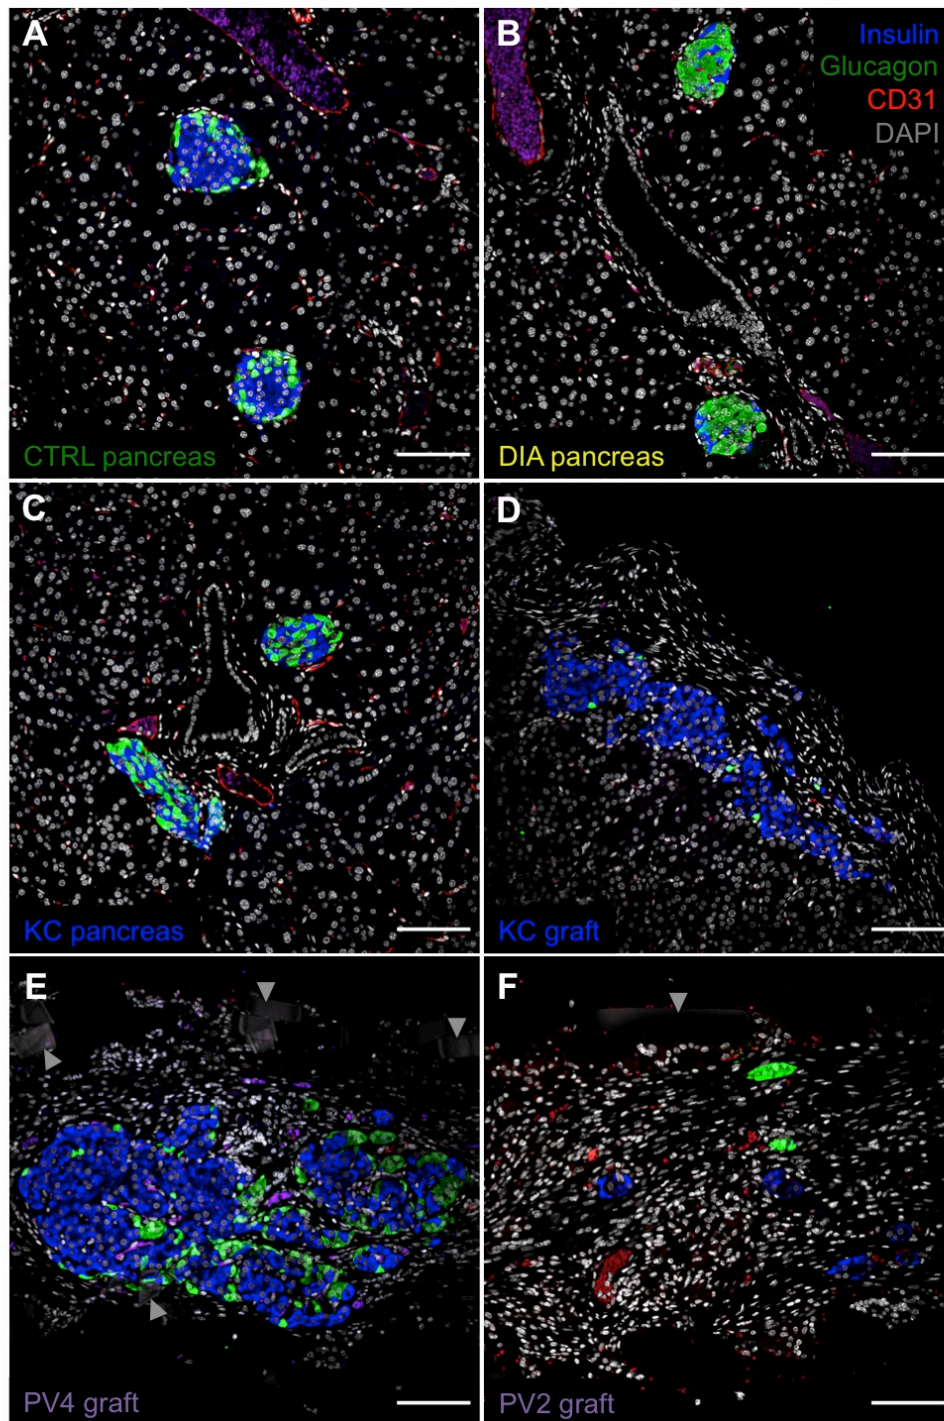 A
B
Insulin
Glucagon
CD31
DAPI
CTRL pancreas
DIA pancreas
C
D
KC pancreas
KC graft
E
F
PV4 graft
PV2 graft